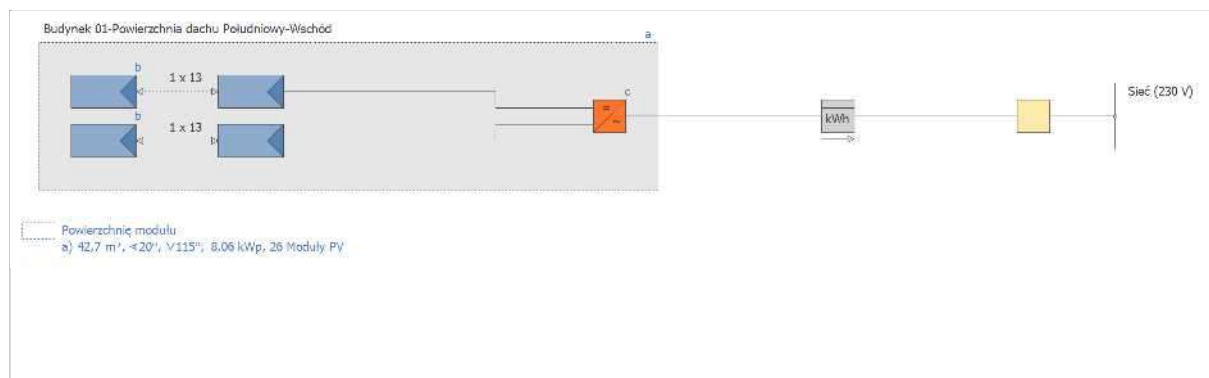 Budynek 01-Powierzchnia dachu Południowy-Wschód
a
b
1 x 13
b
1 x 13
c
=
~
kWh
Sieć (230 V)
Powierzchnię modułu
a) 42,7 m², ∢20°, ∨115°, 8,06 kWp, 26 Moduły PV